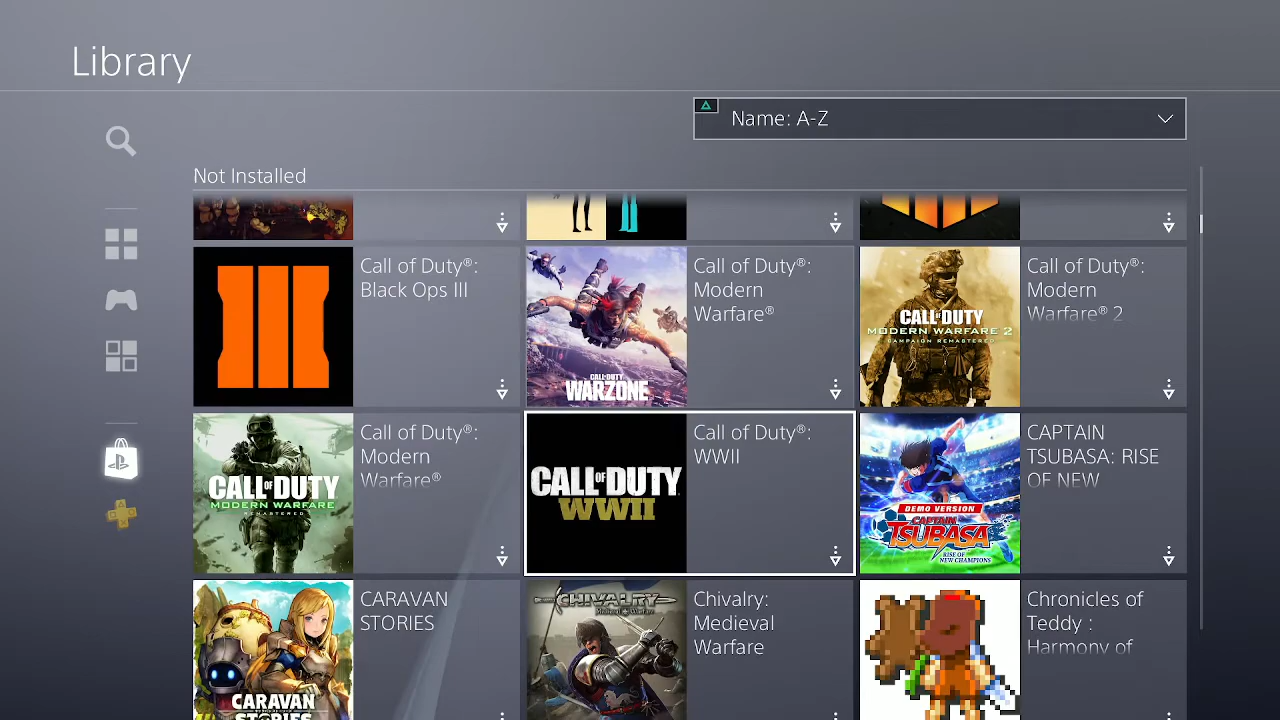 Library
Name: A-Z
Not Installed
Call of Duty®:
Black Ops III
CALL OF DUTY
WARZONE
Call of Duty®:
Modern
Warfare®
CALL OF DUTY
MODERN WARFARE 2
CAMPAIGN REMASTERED
Call of Duty®:
Modern
Warfare® 2
CALL OF DUTY
MODERN WARFARE
REMASTERED
Call of Duty®:
Modern
Warfare®
CALL OF DUTY
WWII
Call of Duty®:
WWII
DEMO VERSION
CAPTAIN
TSUBASA
RISE OF
NEW CHAMPIONS
CAPTAIN
TSUBASA: RISE
OF NEW
CARAVAN
STORIES
CARAVAN
STORIES
CHIVALRY
Medieval Warfare
Chivalry:
Medieval
Warfare
Chronicles of
Teddy :
Harmony of